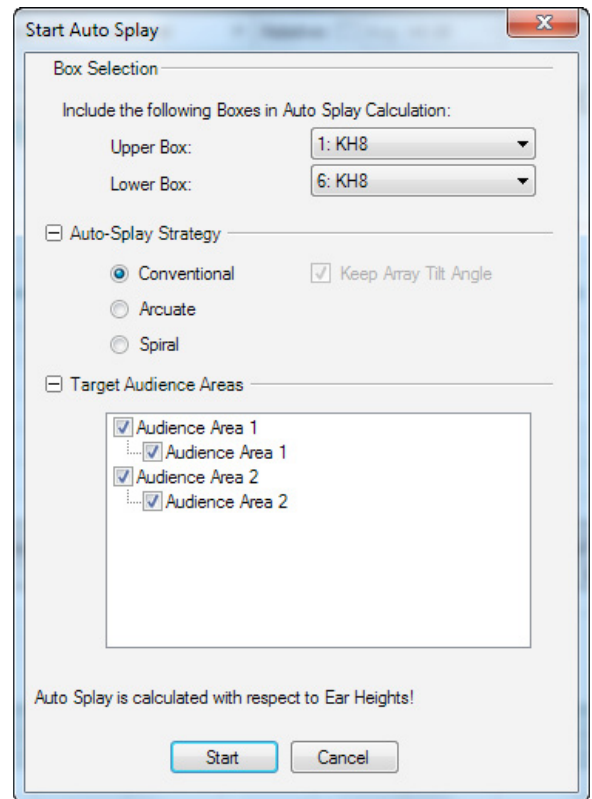 Start Auto Splay
Box Selection
Include the following Boxes in Auto Splay Calculation:
Upper Box: 1: KH8
Lower Box: 6: KH8
Auto-Splay Strategy
Conventional Keep Array Tilt Angle
Arcuate
Spiral
Target Audience Areas
Audience Area 1
Audience Area 1
Audience Area 2
Audience Area 2
Auto Splay is calculated with respect to Ear Heights!
Start Cancel